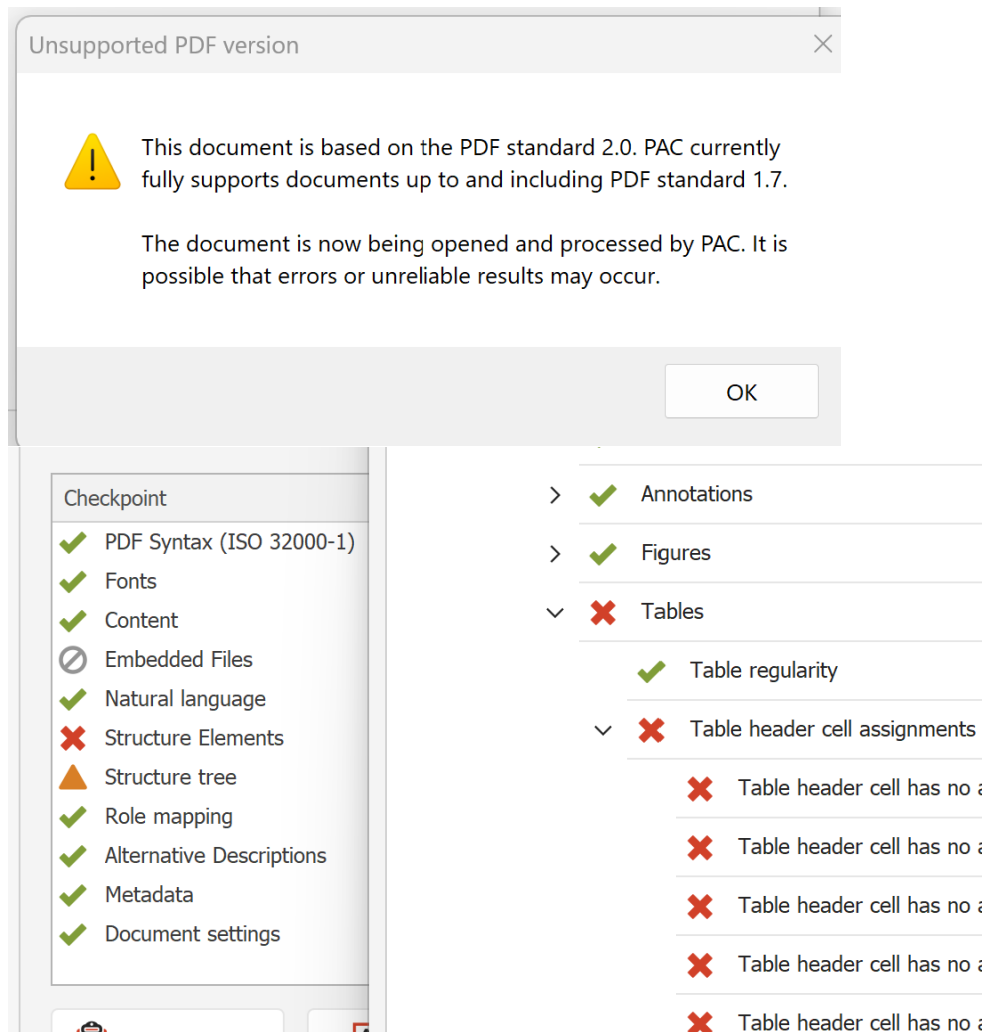 Unsupported PDF version
This document is based on the PDF standard 2.0. PAC currently
fully supports documents up to and including PDF standard 1.7.
The document is now being opened and processed by PAC. It is
possible that errors or unreliable results may occur.
OK
Checkpoint
PDF Syntax (ISO 32000-1)
Fonts
Content
Embedded Files
Natural language
Structure Elements
Structure tree
Role mapping
Alternative Descriptions
Metadata
Document settings
Annotations
Figures
Tables
Table regularity
Table header cell assignments
Table header cell has no
Table header cell has no
Table header cell has no
Table header cell has no
Table header cell has no